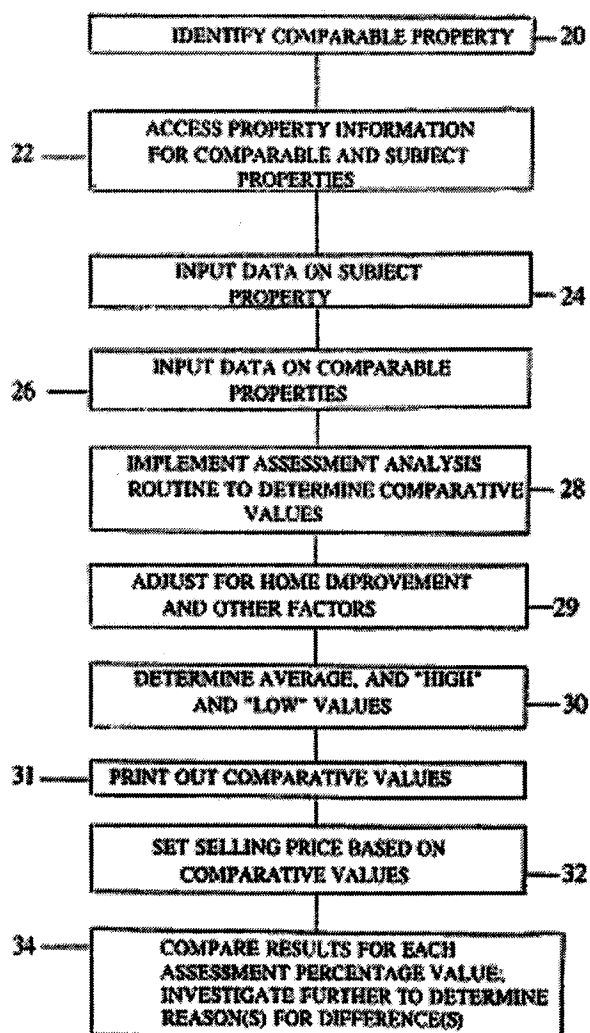 IDENTIFY COMPARABLE PROPERTY
20
22
ACCESS PROPERTY INFORMATION
FOR COMPARABLE AND SUBJECT
PROPERTIES
INPUT DATA ON SUBJECT
PROPERTY
24
26
INPUT DATA ON COMPARABLE
PROPERTIES
IMPLEMENT ASSESSMENT ANALYSIS
ROUTINE TO DETERMINE COMPARATIVE
VALUES
28
ADJUST FOR HOME IMPROVEMENT
AND OTHER FACTORS
29
DETERMINE AVERAGE, AND "HIGH"
AND "LOW" VALUES
30
31
PRINT OUT COMPARATIVE VALUES
SET SELLING PRICE BASED ON
COMPARATIVE VALUES
32
34
COMPARE RESULTS FOR EACH
ASSESSMENT PERCENTAGE VALUE;
INVESTIGATE FURTHER TO DETERMINE
REASON(S) FOR DIFFERENCE(S)